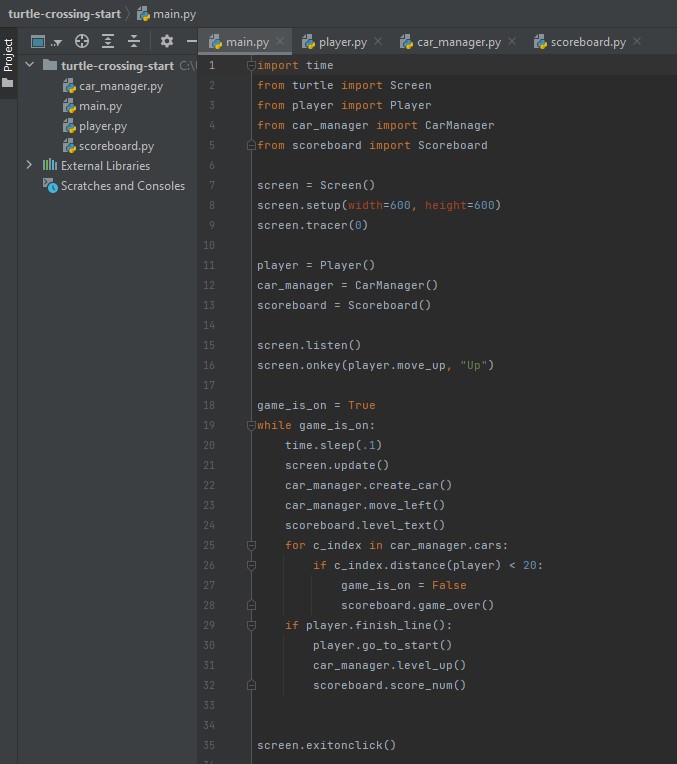 turtle-crossing-start main.py
Project
main.py player.py car_manager.py scoreboard.py
turtle-crossing-start C:\
car_manager.py
main.py
player.py
scoreboard.py
External Libraries
Scratches and Consoles
1 import time
2 from turtle import Screen
3 from player import Player
4 from car_manager import CarManager
5 from scoreboard import Scoreboard
6
7 screen = Screen()
8 screen.setup(width=600, height=600)
9 screen.tracer(0)
10
11 player = Player()
12 car_manager = CarManager()
13 scoreboard = Scoreboard()
14
15 screen.listen()
16 screen.onkey(player.move_up, "Up")
17
18 game_is_on = True
19 while game_is_on:
20     time.sleep(.1)
21     screen.update()
22     car_manager.create_car()
23     car_manager.move_left()
24     scoreboard.level_text()
25     for c_index in car_manager.cars:
26         if c_index.distance(player) < 20:
27             game_is_on = False
28             scoreboard.game_over()
29     if player.finish_line():
30         player.go_to_start()
31         car_manager.level_up()
32         scoreboard.score_num()
33
34
35 screen.exitonclick()